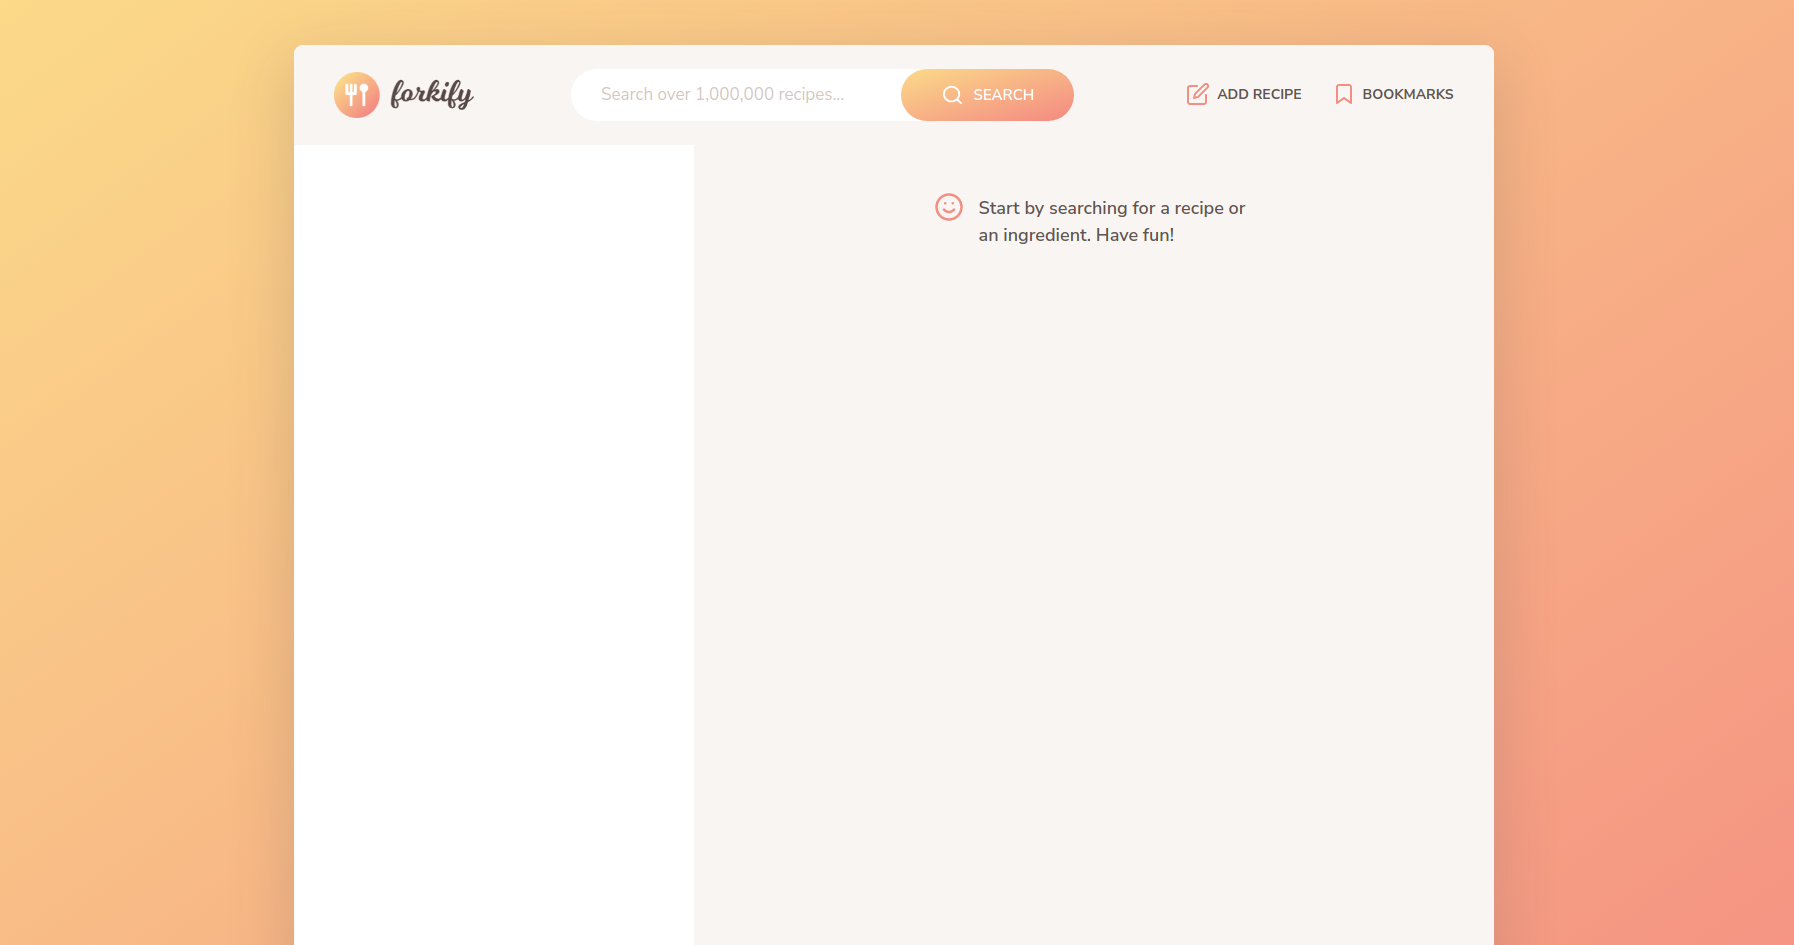 forkify
Search over 1,000,000 recipes...
SEARCH
ADD RECIPE
BOOKMARKS
Start by searching for a recipe or
an ingredient. Have fun!